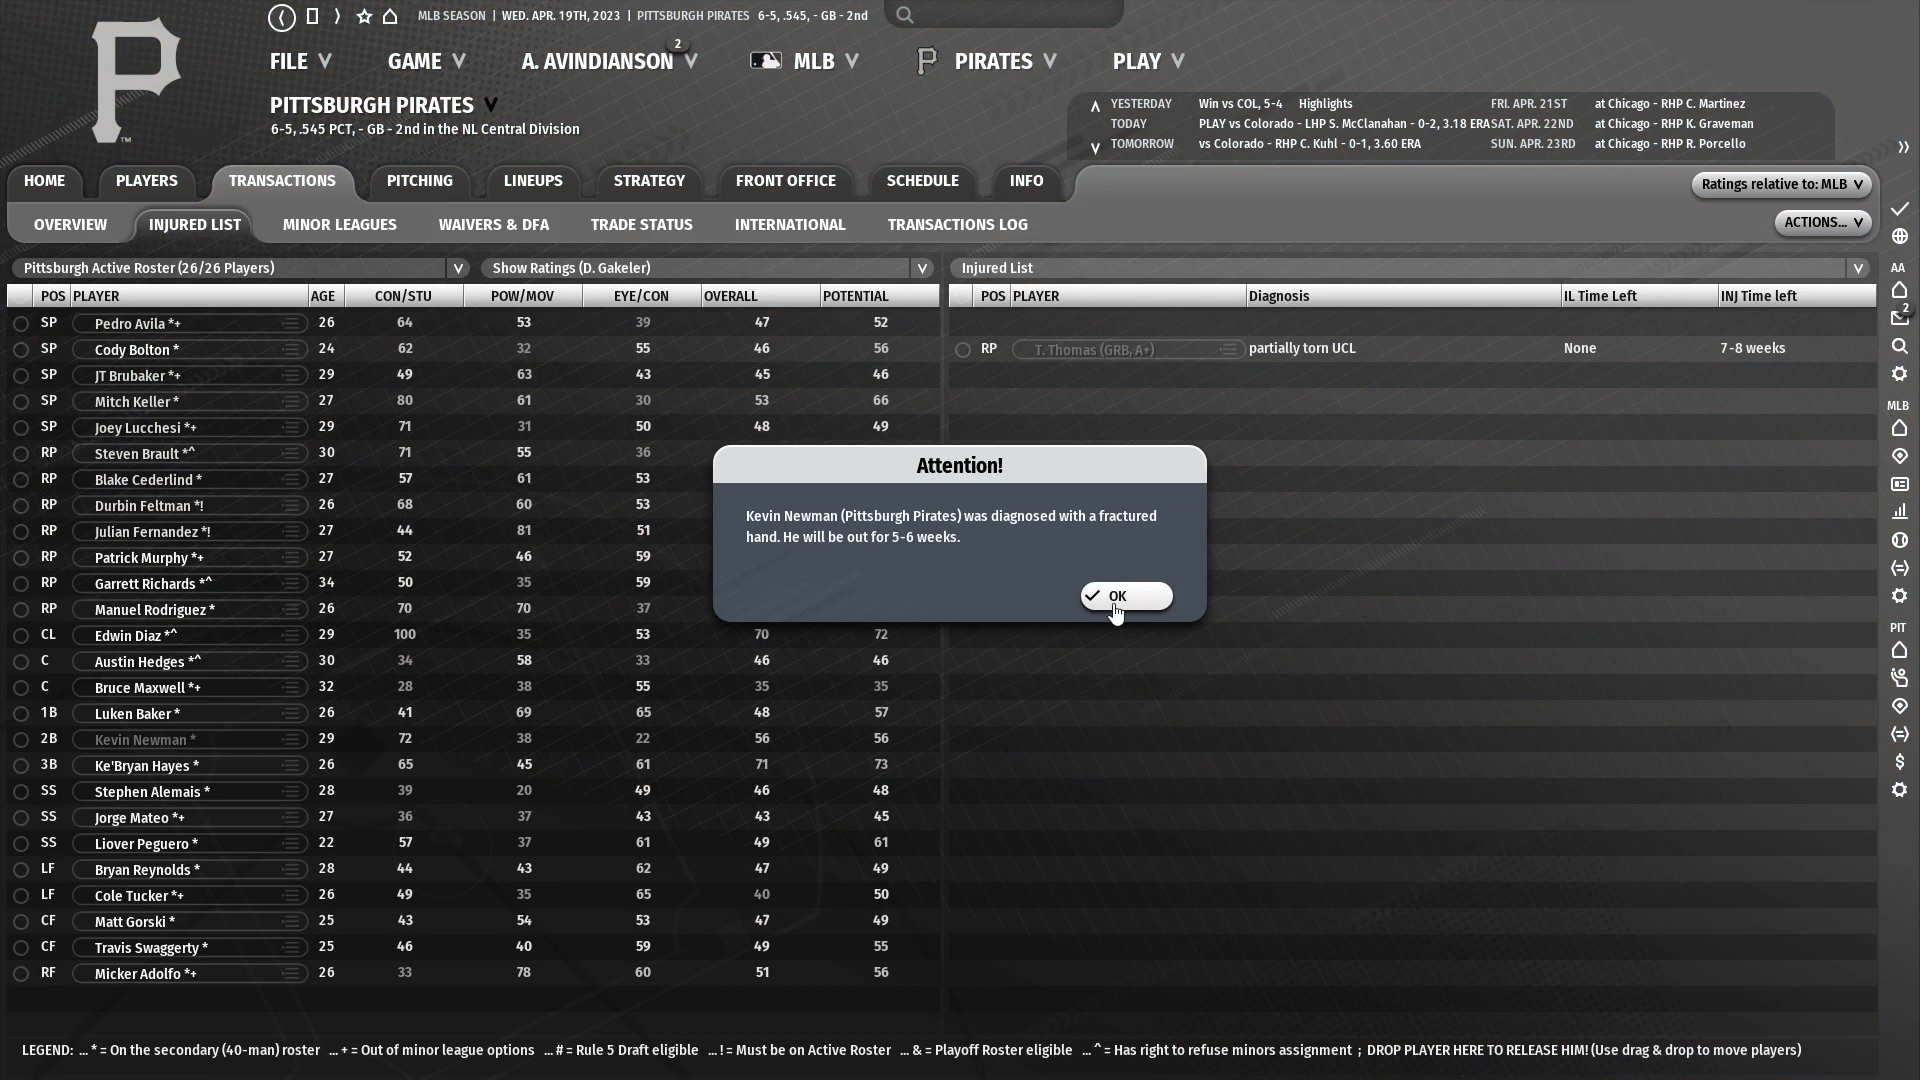 MLB SEASON | WED. APR. 19TH, 2023 | PITTSBURGH PIRATES 6-5, .545, - GB - 2nd
FILE GAME A. AVINDIANSON 2 MLB PIRATES PLAY
P
TM
PITTSBURGH PIRATES
6-5, .545 PCT, - GB - 2nd in the NL Central Division
YESTERDAY Win vs COL, 5-4 Highlights FRI. APR. 21ST at Chicago - RHP C. Martinez
TODAY PLAY vs Colorado - LHP S. McClanahan - 0-2, 3.18 ERA SAT. APR. 22ND at Chicago - RHP K. Graveman
TOMORROW vs Colorado - RHP C. Kuhl - 0-1, 3.60 ERA SUN. APR. 23RD at Chicago - RHP R. Porcello
HOME PLAYERS TRANSACTIONS PITCHING LINEUPS STRATEGY FRONT OFFICE SCHEDULE INFO
Ratings relative to: MLB
OVERVIEW INJURED LIST MINOR LEAGUES WAIVERS & DFA TRADE STATUS INTERNATIONAL TRANSACTIONS LOG
ACTIONS...
Pittsburgh Active Roster (26/26 Players) Show Ratings (D. Gakeler) Injured List
POS PLAYER AGE CON/STU POW/MOV EYE/CON OVERALL POTENTIAL
SP Pedro Avila *+ 26 64 53 39 47 52
SP Cody Bolton * 24 62 32 55 46 56
SP JT Brubaker *+ 29 49 63 43 45 46
SP Mitch Keller * 27 80 61 30 53 66
SP Joey Lucchesi *+ 29 71 31 50 48 49
RP Steven Brault *^ 30 71 55 36
RP Blake Cederlind * 27 57 61 53
RP Durbin Feltman *! 26 68 60 53
RP Julian Fernandez *! 27 44 81 51
RP Patrick Murphy *+ 27 52 46 59
RP Garrett Richards *^ 34 50 35 59
RP Manuel Rodriguez * 26 70 70 37
CL Edwin Diaz *^ 29 100 35 53 70 72
C Austin Hedges *^ 30 34 58 33 46 46
C Bruce Maxwell *+ 32 28 38 55 35 35
1B Luken Baker * 26 41 69 65 48 57
2B Kevin Newman * 29 72 38 22 56 56
3B Ke'Bryan Hayes * 26 65 45 61 71 73
SS Stephen Alemais * 28 39 20 49 46 48
SS Jorge Mateo *+ 27 36 37 43 43 45
SS Liover Peguero * 22 57 37 61 49 61
LF Bryan Reynolds * 28 44 43 62 47 49
LF Cole Tucker *+ 26 49 35 65 40 50
CF Matt Gorski * 25 43 54 53 47 49
CF Travis Swaggerty * 25 46 40 59 49 55
RF Micker Adolfo *+ 26 33 78 60 51 56
POS PLAYER Diagnosis IL Time Left INJ Time left
RP T. Thomas (GRB, A+) partially torn UCL None 7-8 weeks
Attention!
Kevin Newman (Pittsburgh Pirates) was diagnosed with a fractured
hand. He will be out for 5-6 weeks.
OK
AA
2
MLB
PIT
$
LEGEND: ... * = On the secondary (40-man) roster ... + = Out of minor league options ... # = Rule 5 Draft eligible ... ! = Must be on Active Roster ... & = Playoff Roster eligible ... ^ = Has right to refuse minors assignment ; DROP PLAYER HERE TO RELEASE HIM! (Use drag & drop to move players)